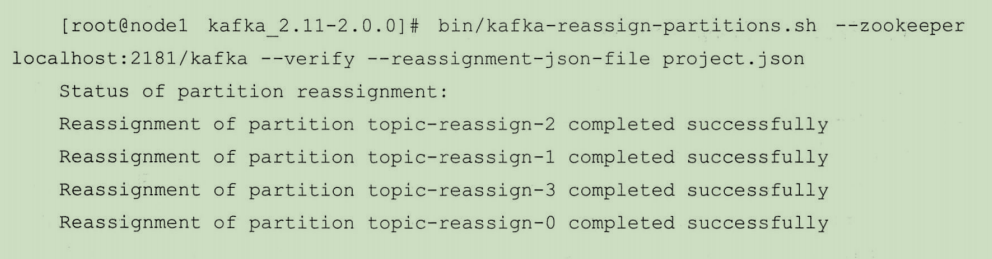 [root@node1 kafka_2.11-2.0.0]# bin/kafka-reassign-partitions.sh --zookeeper
localhost:2181/kafka --verify --reassignment-json-file project.json
Status of partition reassignment:
Reassignment of partition topic-reassign-2 completed successfully
Reassignment of partition topic-reassign-1 completed successfully
Reassignment of partition topic-reassign-3 completed successfully
Reassignment of partition topic-reassign-0 completed successfully